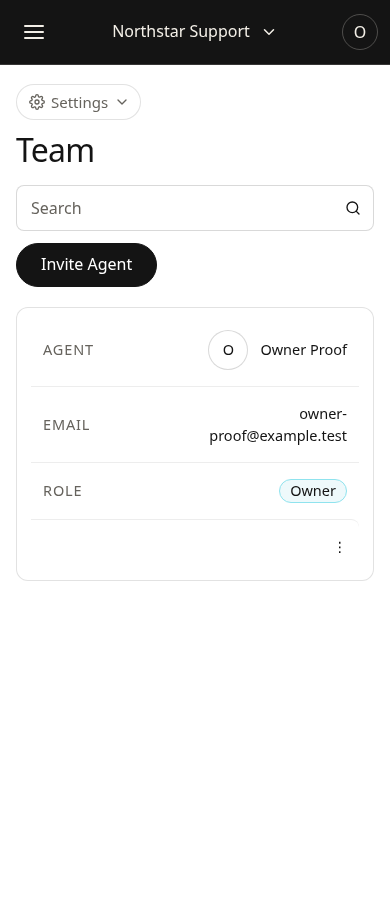 Northstar Support
O
Settings
Team
Search
Invite Agent
AGENT
O
Owner Proof
EMAIL
owner-
proof@example.test
ROLE
Owner